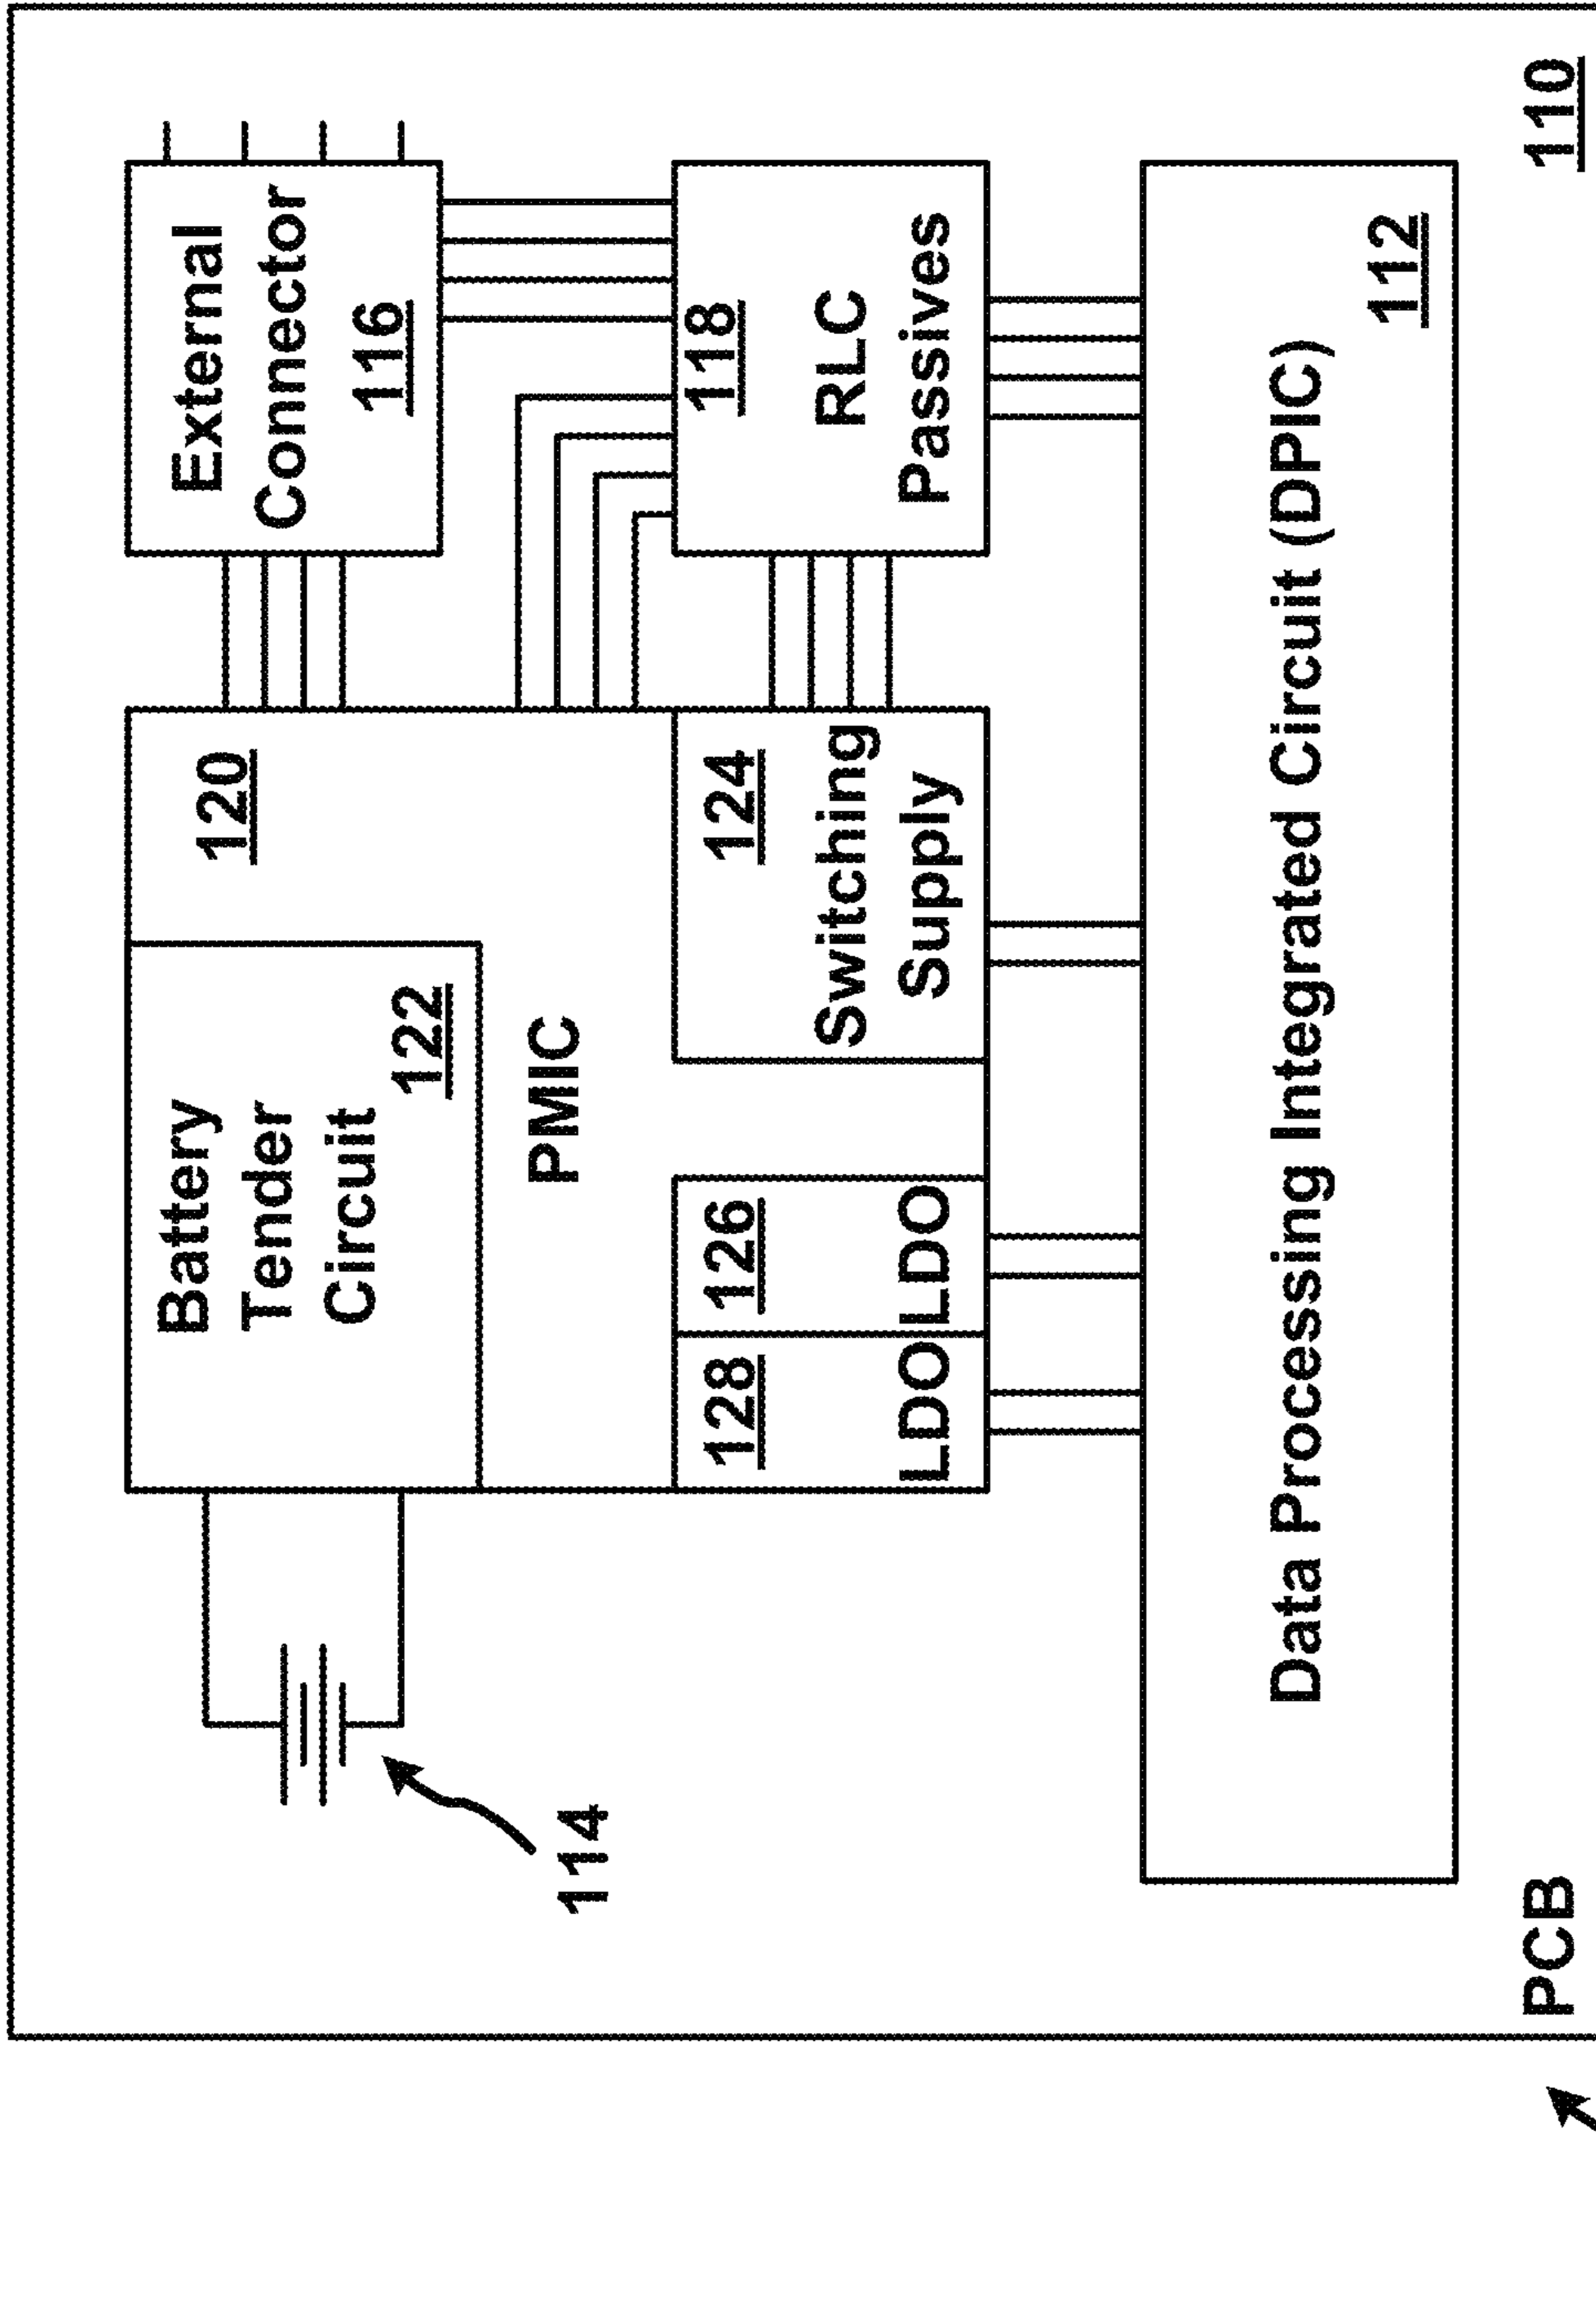 Battery
Tender
Circuit
122
120
External
Connector
116
PMIC
114
128
LDO
126
LDO
124
Switching
Supply
118
RLC
Passives
Data Processing Integrated Circuit (DPIC)
112
PCB
110